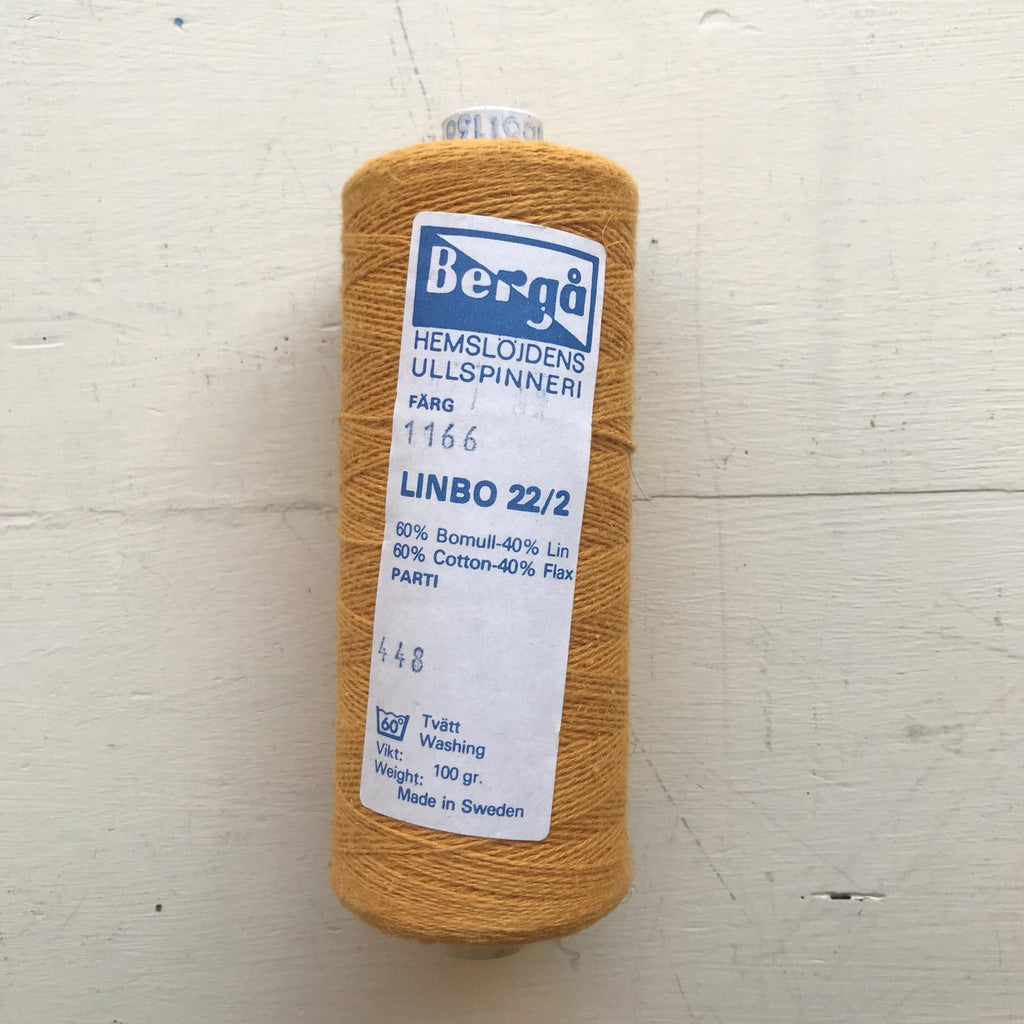 Bergå
HEMSLÖJDENS
ULLSPINNERI
FÄRG
1166
LINBO 22/2
60% Bomull-40% Lin
60% Cotton-40% Flax
PARTI
448
60°
Tvätt
Washing
Vikt:
Weight: 100 gr.
Made in Sweden